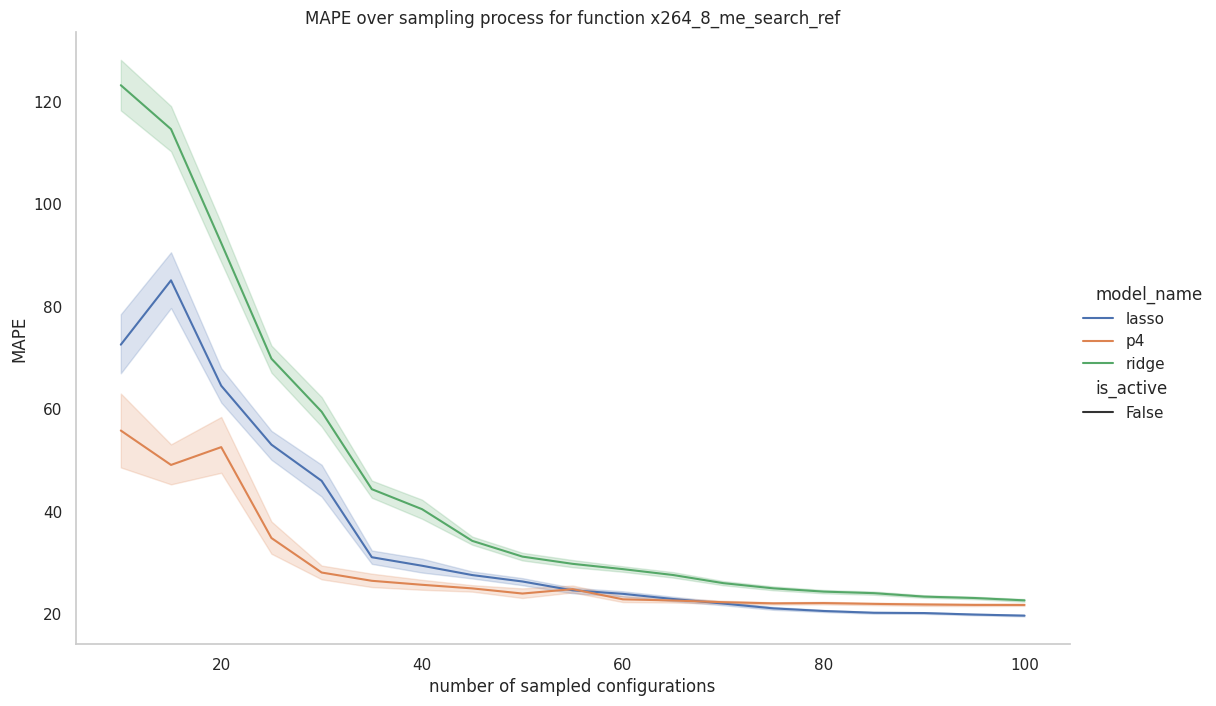 MAPE over sampling process for function x264_8_me_search_ref
120
100
80
60
40
20
MAPE
20 40 60 80 100
number of sampled configurations
model_name
lasso
p4
ridge
is_active
False